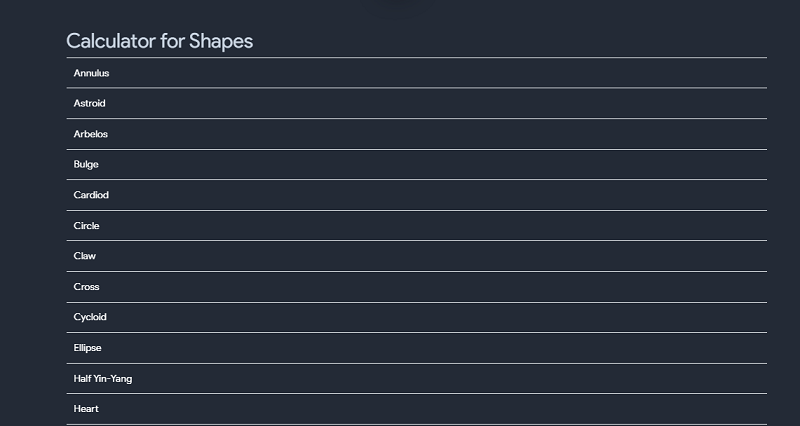 Calculator for Shapes
Annulus
Astroid
Arbelos
Bulge
Cardiod
Circle
Claw
Cross
Cycloid
Ellipse
Half Yin-Yang
Heart